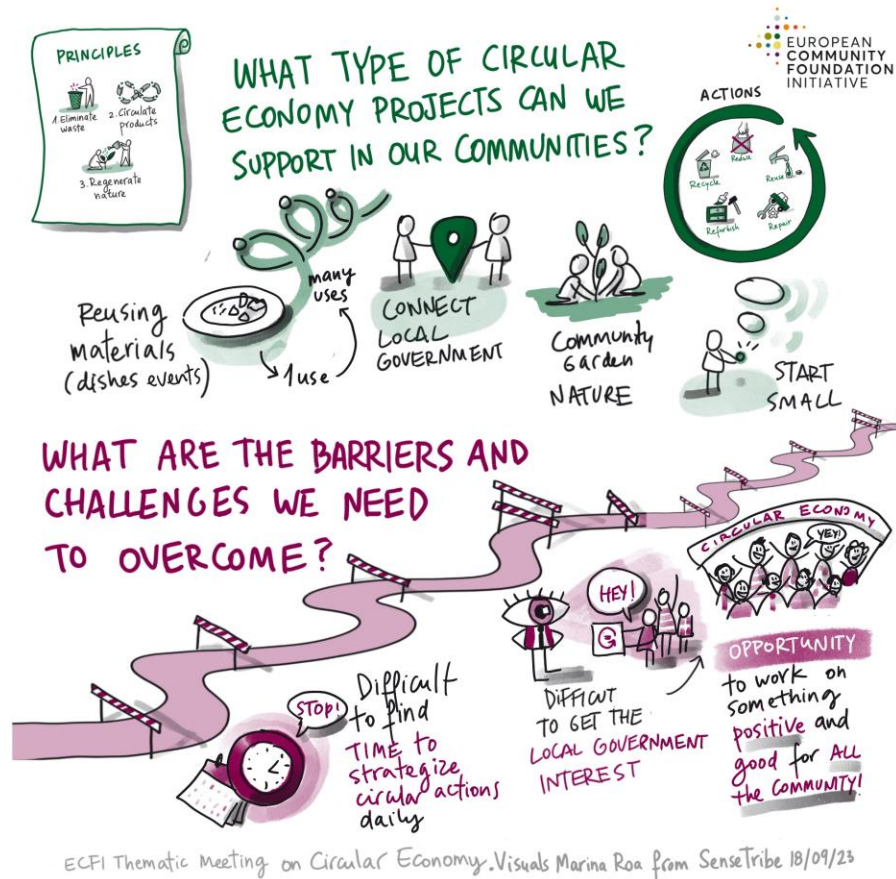 PRINCIPLES
1. Eliminate
waste
2. Circulate
products
3. Regenerate
nature
WHAT TYPE OF CIRCULAR
ECONOMY PROJECTS CAN WE
SUPPORT IN OUR COMMUNITIES?
EUROPEAN
COMMUNITY
FOUNDATION
INITIATIVE
ACTIONS
Reduce
Reuse
Repair
Refurbish
Recycle
Reusing
materials
(dishes events)
1 use
many
uses
CONNECT
LOCAL
GOVERNMENT
Community
Garden
NATURE
START
SMALL
WHAT ARE THE BARRIERS AND
CHALLENGES WE NEED
TO OVERCOME?
STOP!
Difficult
to find
TIME to
strategize
circular actions
daily
HEY!
DIFFICUT
TO GET THE
LOCAL GOVERNMENT
INTEREST
CIRCULAR ECONOMY
YEY!
OPPORTUNITY
to work on
something
positive and
good for ALL
the COMMUNITY!
ECFI Thematic Meeting on Circular Economy. Visuals Marina Roa from SenseTribe 18/09/23